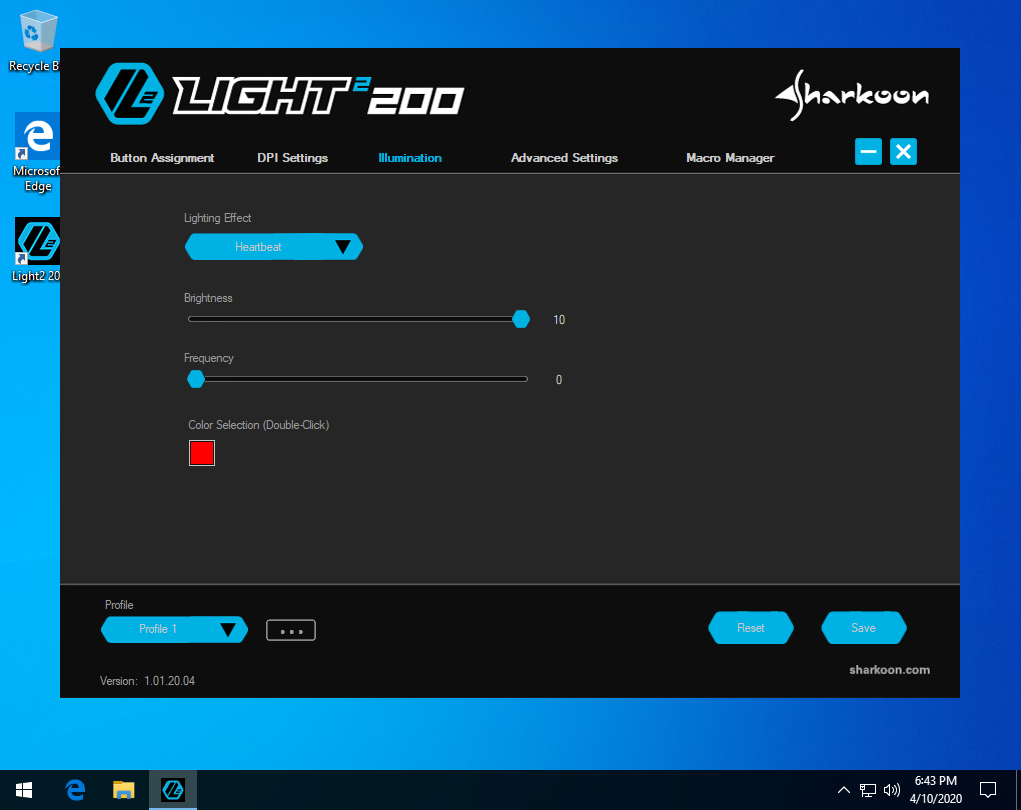 Recycle B
Microsof
Edge
Light2 20
LIGHT² 200
Sharkoon
Button Assignment
DPI Settings
Illumination
Advanced Settings
Macro Manager
Lighting Effect
Heartbeat
Brightness
10
Frequency
0
Color Selection (Double-Click)
Profile
Profile 1
...
Reset
Save
sharkoon.com
Version: 1.01.20.04
6:43 PM
4/10/2020